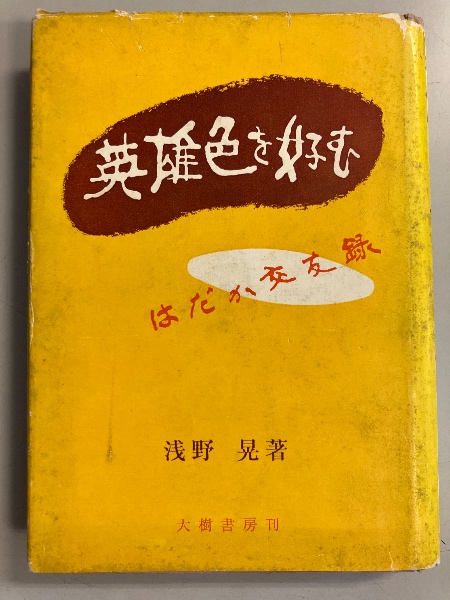 英雄色を好む
はだか交友録
浅野 晃著
大樹書房刊